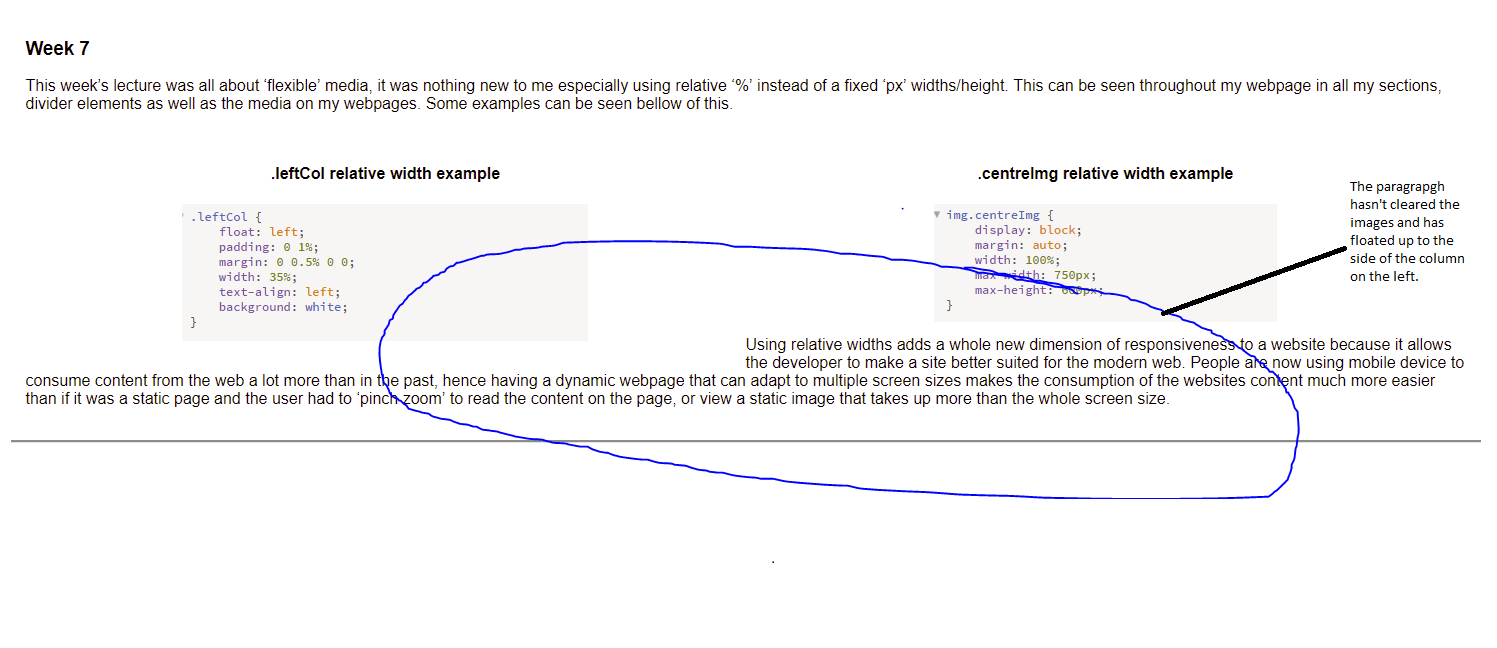 Week 7
This week's lecture was all about ‘flexible’ media, it was nothing new to me especially using relative ‘%’ instead of a fixed ‘px’ widths/height. This can be seen throughout my webpage in all my sections,
divider elements as well as the media on my webpages. Some examples can be seen bellow of this.
.leftCol relative width example
.leftCol {
float: left;
padding: 0 1%;
margin: 0 0.5% 0 0;
width: 35%;
text-align: left;
background: white;
}
.centreImg relative width example
img.centreImg {
display: block;
margin: auto;
width: 100%;
max-width: 750px;
max-height: 600px;
}
The paragrapgh
hasn't cleared the
images and has
floated up to the
side of the column
on the left.
Using relative widths adds a whole new dimension of responsiveness to a website because it allows
the developer to make a site better suited for the modern web. People are now using mobile device to
consume content from the web a lot more than in the past, hence having a dynamic webpage that can adapt to multiple screen sizes makes the consumption of the websites content much more easier
than if it was a static page and the user had to ‘pinch zoom’ to read the content on the page, or view a static image that takes up more than the whole screen size.